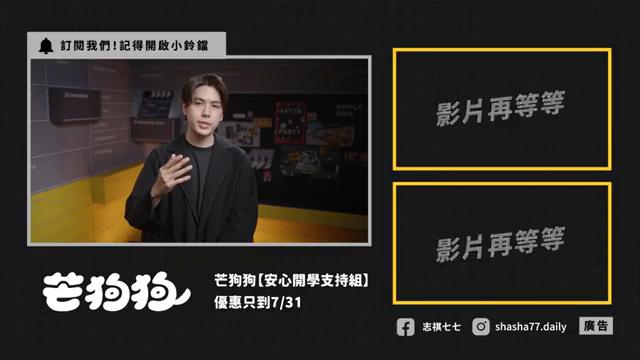 訂閱我們！記得開啟小鈴鐺
影片再等等
影片再等等
芒狗狗
芒狗狗【安心開學支持組】
優惠只到7/31
志祺七七
shasha77.daily
廣告